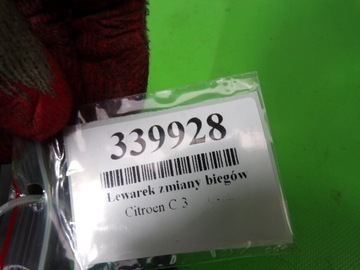 339928
Lewarek zmiany biegów
Citroen C 3